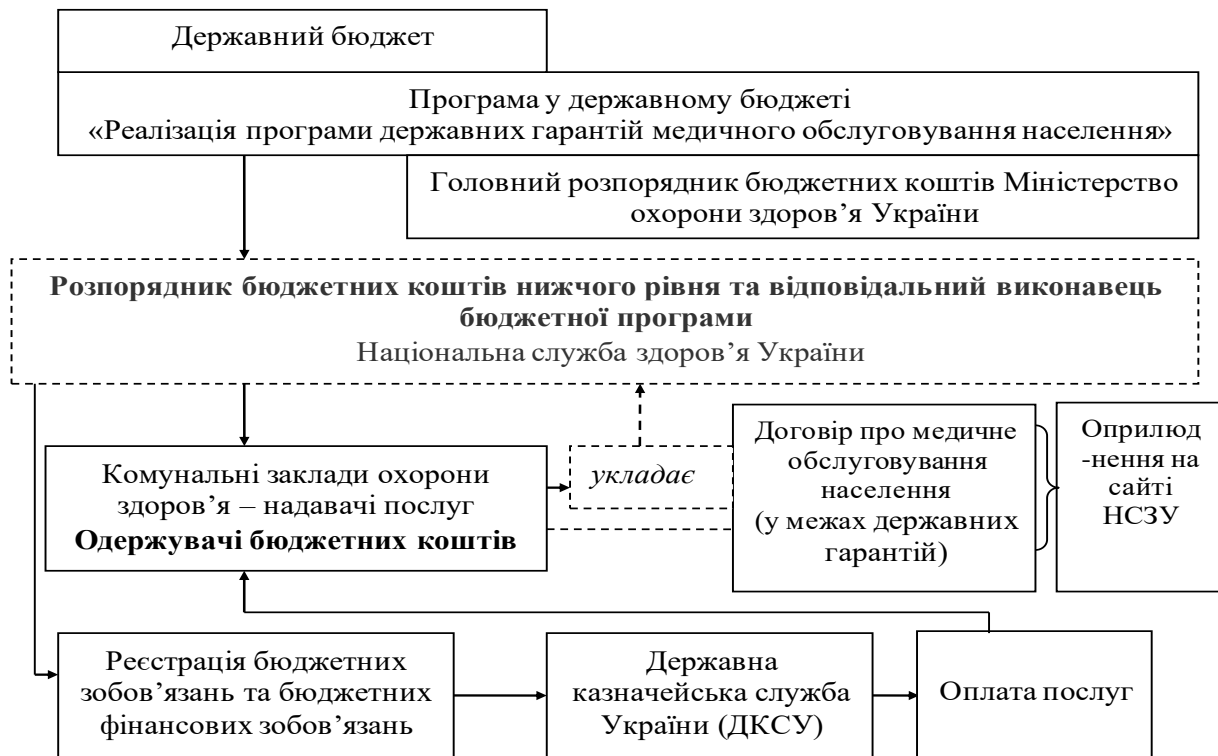 Державний бюджет
Програма у державному бюджеті
«Реалізація програми державних гарантій медичного обслуговування населення»
Головний розпорядник бюджетних коштів Міністерство
охорони здоров’я України
Розпорядник бюджетних коштів нижчого рівня та відповідальний виконавець
бюджетної програми
Національна служба здоров’я України
Комунальні заклади охорони
здоров’я – надавачі послуг
Одержувачі бюджетних коштів
укладає
Договір про медичне
обслуговування
населення
(у межах державних
гарантій)
Оприлюд
-нення на
сайті
НСЗУ
Реєстрація бюджетних
зобов’язань та бюджетних
фінансових зобов’язань
Державна
казначейська служба
України (ДКСУ)
Оплата послуг